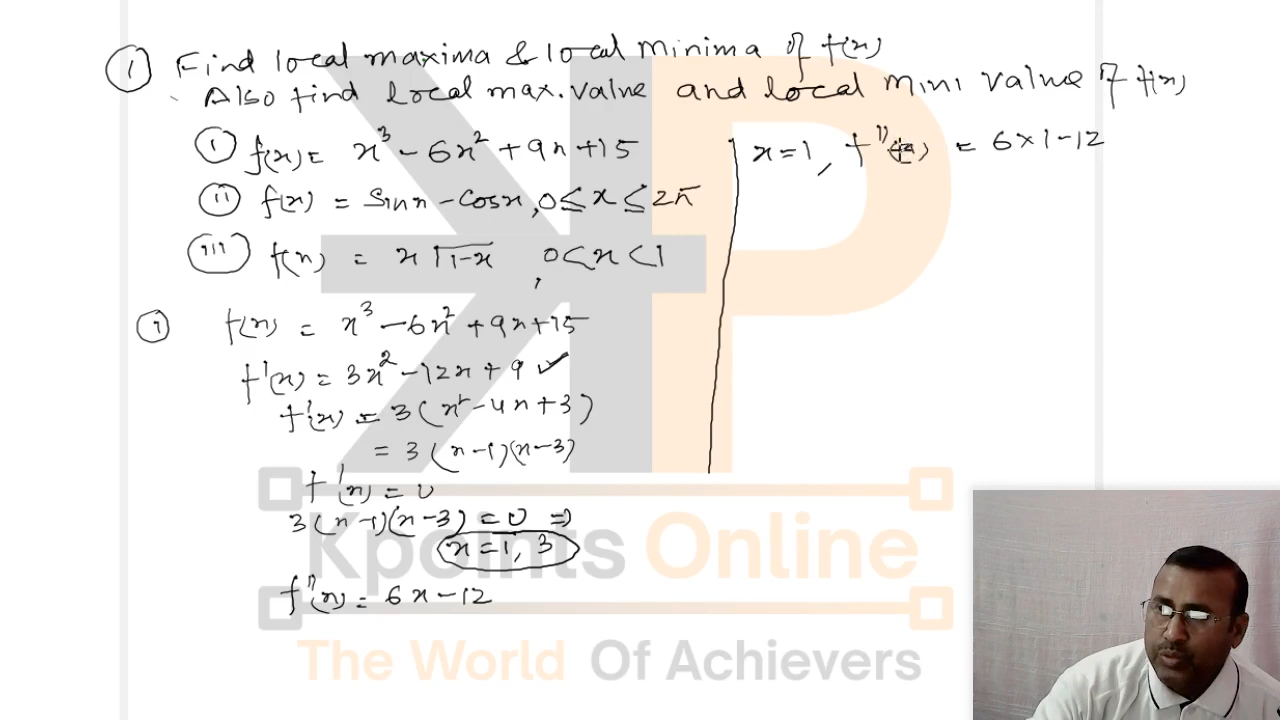 ① Find local maxima & local minima of f(x)
Also find local max. value and local mini value of f(x)
(i) f(x) = x³ - 6x² + 9x + 15
(ii) f(x) = Sinx - Cosx, 0 ≤ x ≤ 2π
(iii) f(x) = x √1-x , 0 < x < 1
(i) f(x) = x³ - 6x² + 9x + 15
f'(x) = 3x² - 12x + 9 ✓
f'(x) = 3(x² - 4x + 3)
= 3(x-1)(x-3)
f'(x) = 0
3(x-1)(x-3) = 0 ⇒
x = 1, 3
f''(x) = 6x - 12
x = 1, f''(x) = 6×1-12
Kpoints Online
The World Of Achievers